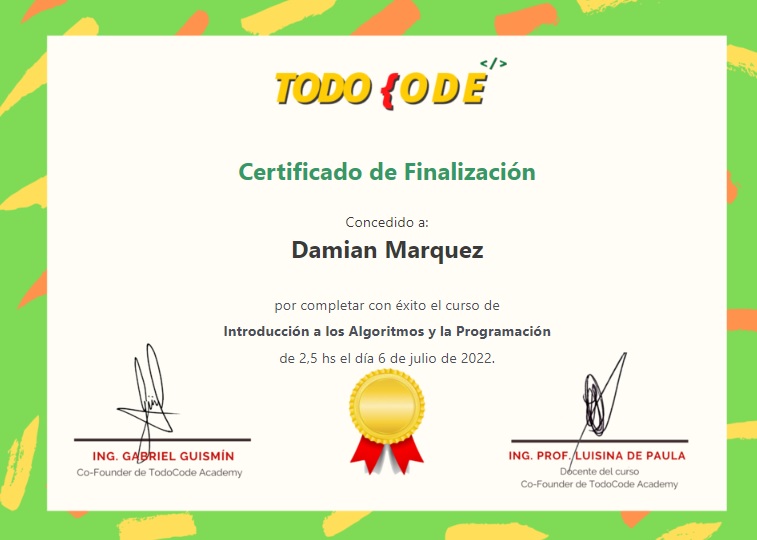 </>
TODO {ODE
Certificado de Finalización
Concedido a:
Damian Marquez
por completar con éxito el curso de
Introducción a los Algoritmos y la Programación
de 2,5 hs el día 6 de julio de 2022.
ING. GABRIEL GUISMÍN
Co-Founder de TodoCode Academy
ING. PROF. LUISINA DE PAULA
Docente del curso
Co-Founder de TodoCode Academy